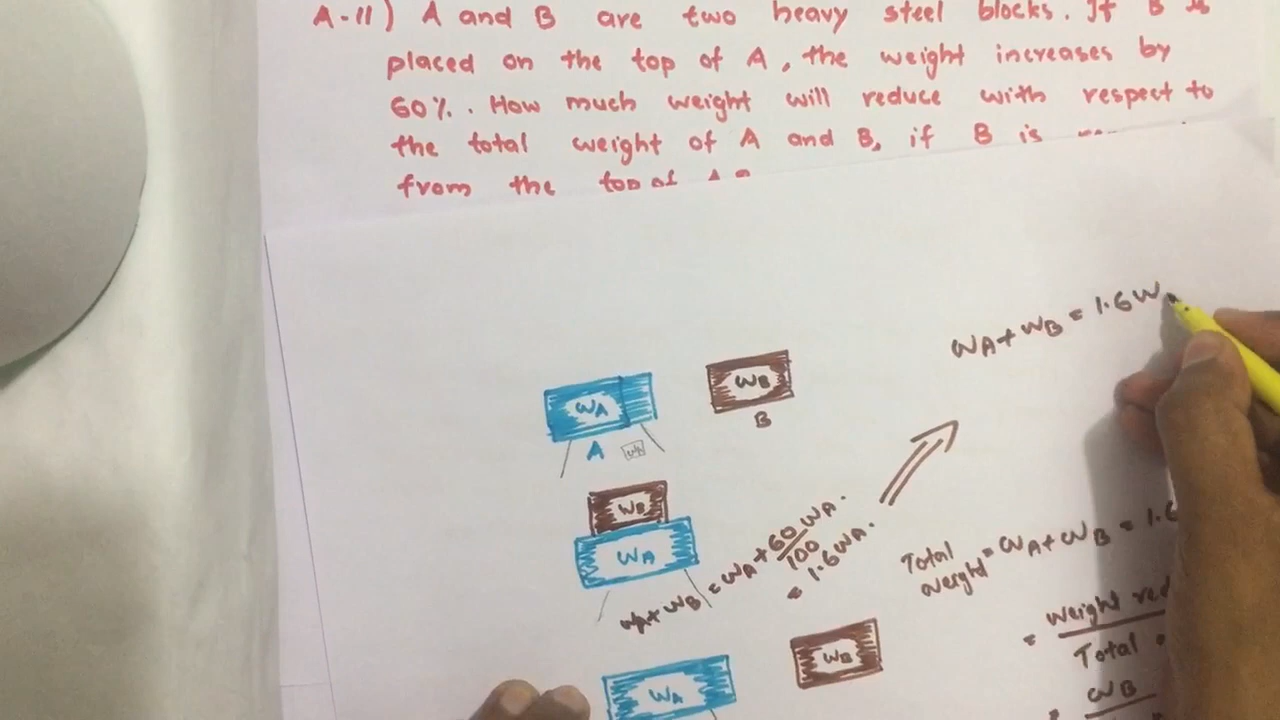 A-11) A and B are two heavy steel blocks. If B is
placed on the top of A, the weight increases by
60%. How much weight will reduce with respect to
the total weight of A and B, if B is
from the top of A
WA + WB = 1.6W
WA
WB
A
WA
B
WB
WA
WA + WB = WA + 60/100 WA.
= 1.6WA.
Total weight = WA + WB = 1.6
= Weight red
Total
= WB
WA
WB